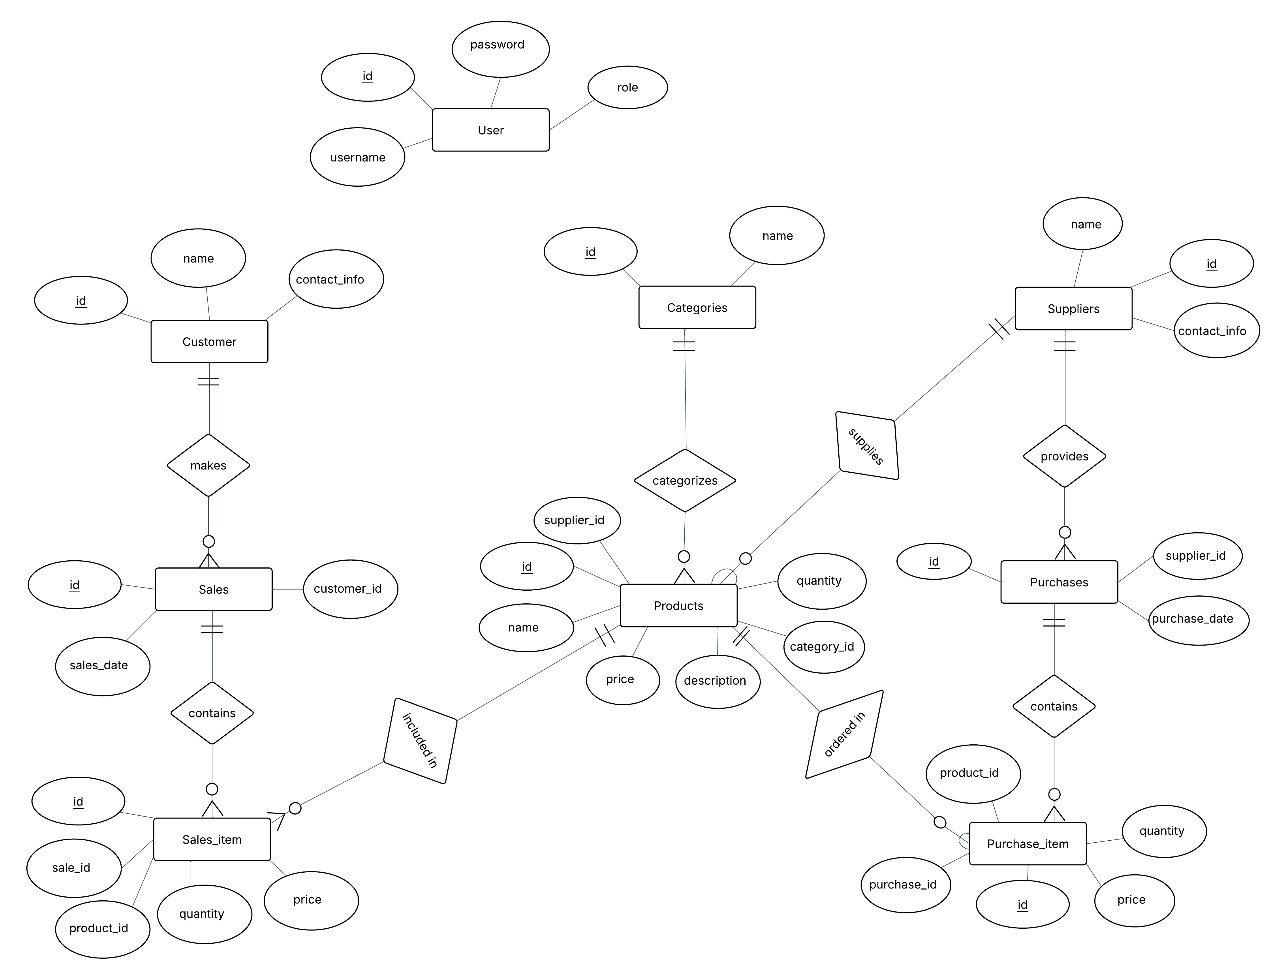 password
id
role
User
username
name
id
contact_info
Customer
id
name
Categories
name
id
Suppliers
contact_info
makes
categorizes
supplies
provides
id
Sales
customer_id
sales_date
supplier_id
id
name
Products
quantity
category_id
price
description
id
Purchases
supplier_id
purchase_date
contains
included in
ordered in
contains
id
Sales_item
sale_id
product_id
quantity
price
product_id
Purchase_item
quantity
purchase_id
id
price